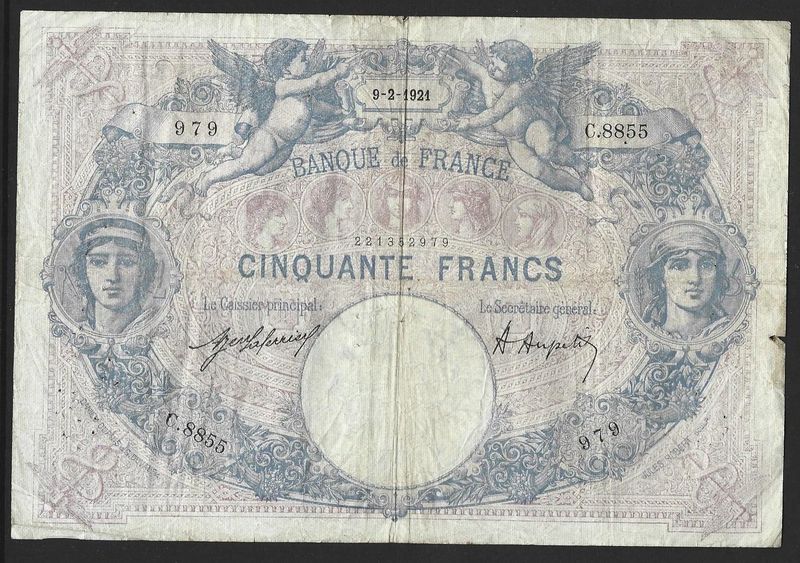 9-2-1921
979
C.8855
BANQUE de FRANCE
221352979
CINQUANTE FRANCS
Le Caissier principal:
Le Secrétaire général:
C.8855
979